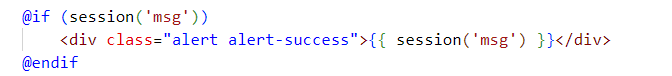 @if (session('msg'))
    <div class="alert alert-success">{{ session('msg') }}</div>
@endif